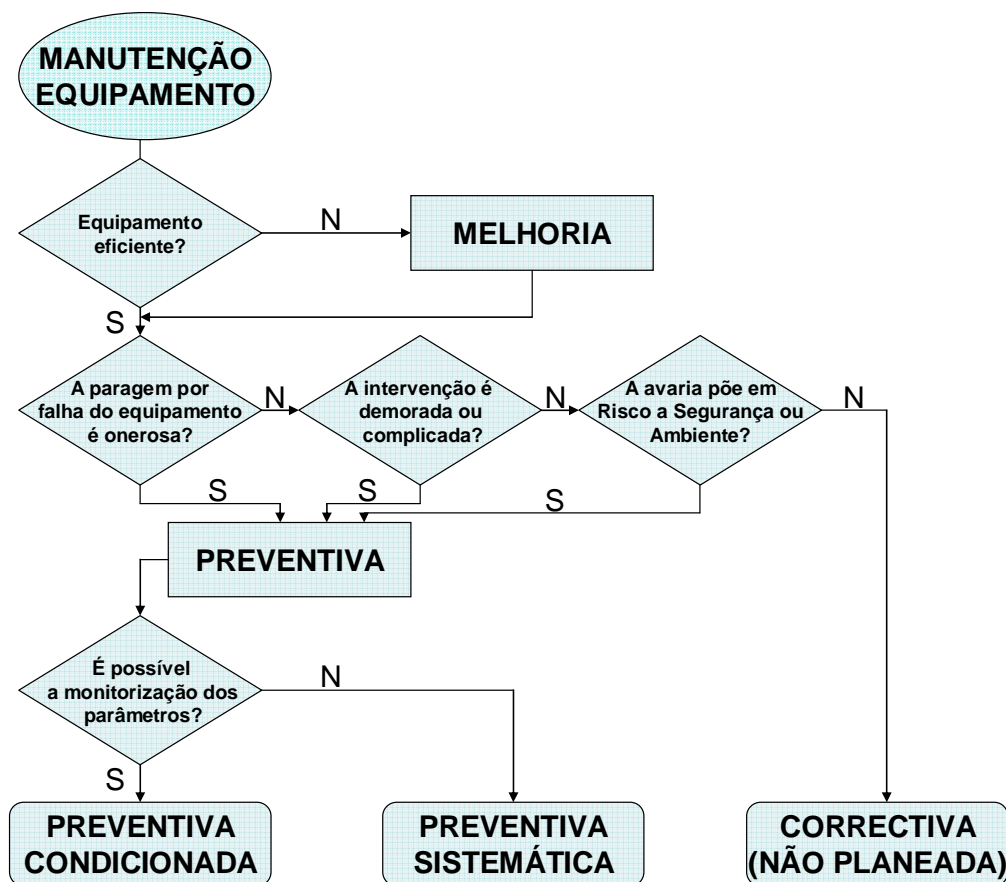 MANUTENÇÃO
EQUIPAMENTO
Equipamento
eficiente?
N
MELHORIA
S
A paragem por
falha do equipamento
é onerosa?
N
A intervenção é
demorada ou
complicada?
N
A avaria põe em
Risco a Segurança ou
Ambiente?
N
S
S
S
PREVENTIVA
É possível
a monitorização dos
parâmetros?
N
S
PREVENTIVA
CONDICIONADA
PREVENTIVA
SISTEMÁTICA
CORRECTIVA
(NÃO PLANEADA)